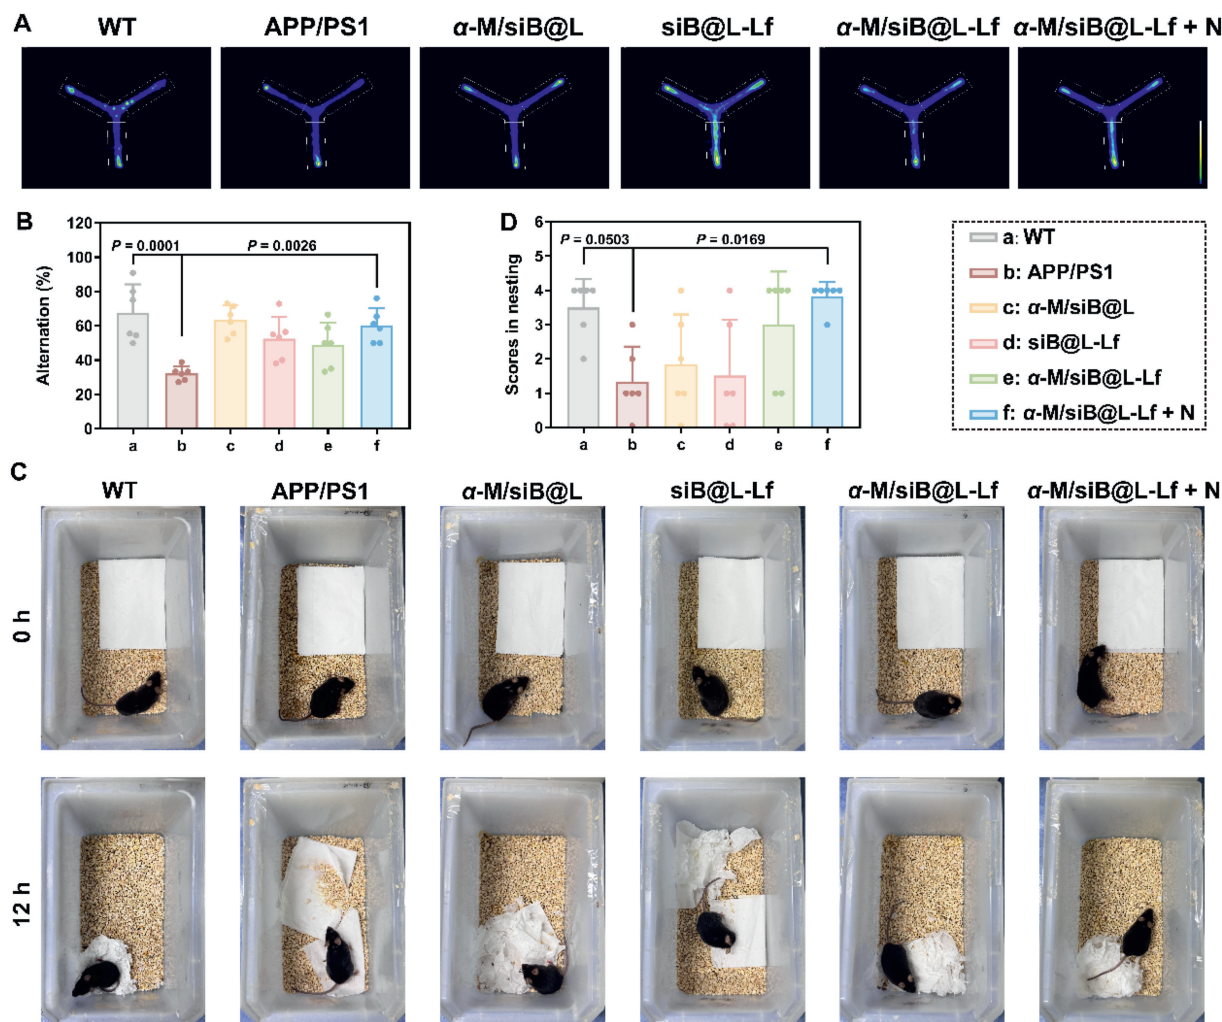 A
WT APP/PS1 α-M/siB@L siB@L-Lf α-M/siB@L-Lf α-M/siB@L-Lf + N
B
Alternation (%)
120
100
80
60
40
20
0
P = 0.0001 P = 0.0026
a b c d e f
D
Scores in nesting
6
5
4
3
2
1
0
P = 0.0503 P = 0.0169
a b c d e f
a: WT
b: APP/PS1
c: α-M/siB@L
d: siB@L-Lf
e: α-M/siB@L-Lf
f: α-M/siB@L-Lf + N
C
WT APP/PS1 α-M/siB@L siB@L-Lf α-M/siB@L-Lf α-M/siB@L-Lf + N
0 h
12 h